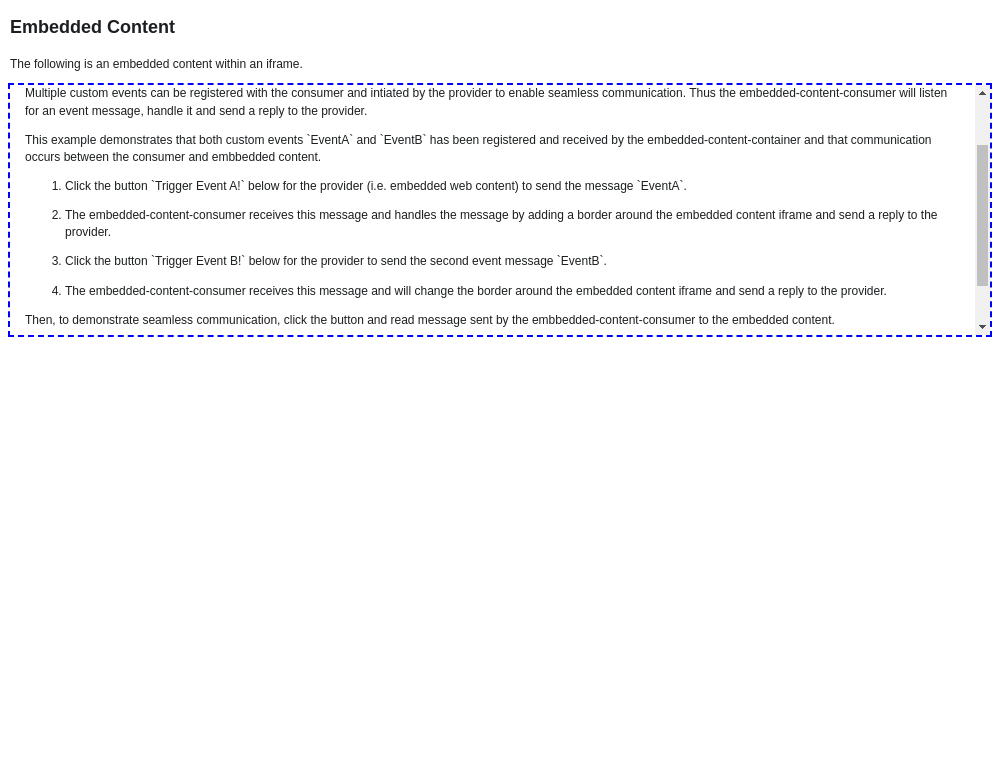 Embedded Content
The following is an embedded content within an iframe.
Multiple custom events can be registered with the consumer and intiated by the provider to enable seamless communication. Thus the embedded-content-consumer will listen
for an event message, handle it and send a reply to the provider.
This example demonstrates that both custom events `EventA` and `EventB` has been registered and received by the embedded-content-container and that communication
occurs between the consumer and embbedded content.
1. Click the button `Trigger Event A!` below for the provider (i.e. embedded web content) to send the message `EventA`.
2. The embedded-content-consumer receives this message and handles the message by adding a border around the embedded content iframe and send a reply to the
provider.
3. Click the button `Trigger Event B!` below for the provider to send the second event message `EventB`.
4. The embedded-content-consumer receives this message and will change the border around the embedded content iframe and send a reply to the provider.
Then, to demonstrate seamless communication, click the button and read message sent by the embbedded-content-consumer to the embedded content.